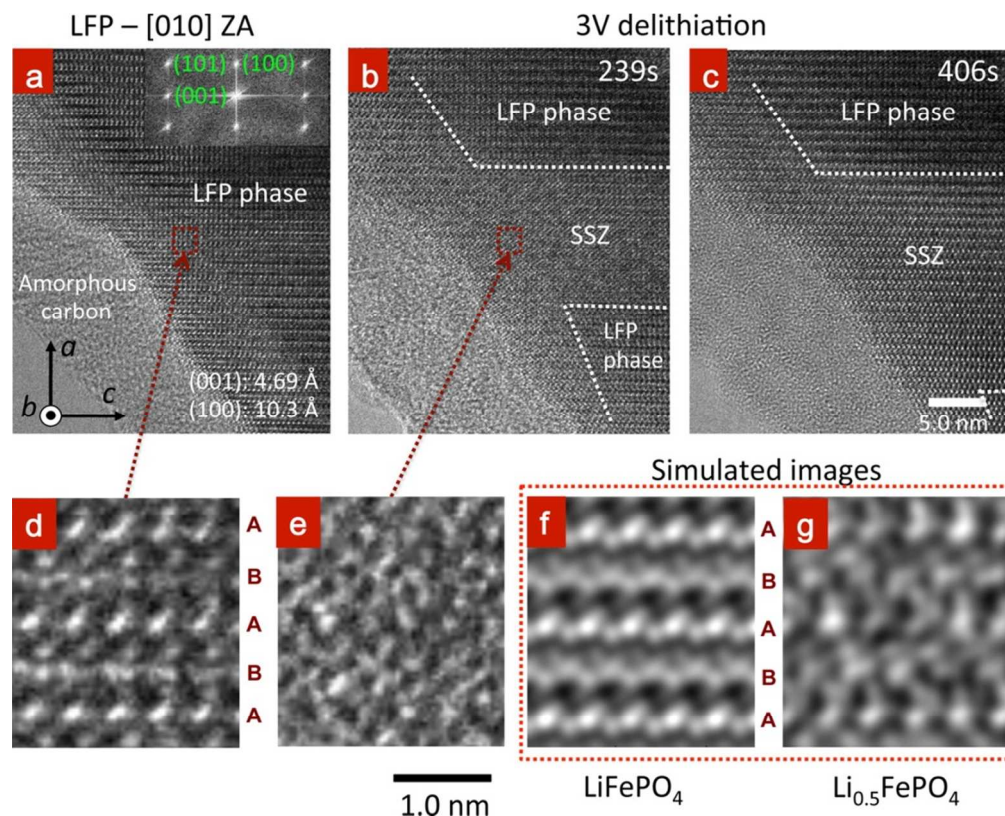 LFP – [010] ZA
3V delithiation
a
(101) (100)
(001)
LFP phase
Amorphous
carbon
a
b
c
(001): 4.69 Å
(100): 10.3 Å
b
239s
LFP phase
SSZ
LFP
phase
c
406s
LFP phase
SSZ
5.0 nm
Simulated images
d
A
B
A
B
A
e
f
A
B
A
B
A
g
1.0 nm
LiFePO₄
Li₀.₅FePO₄